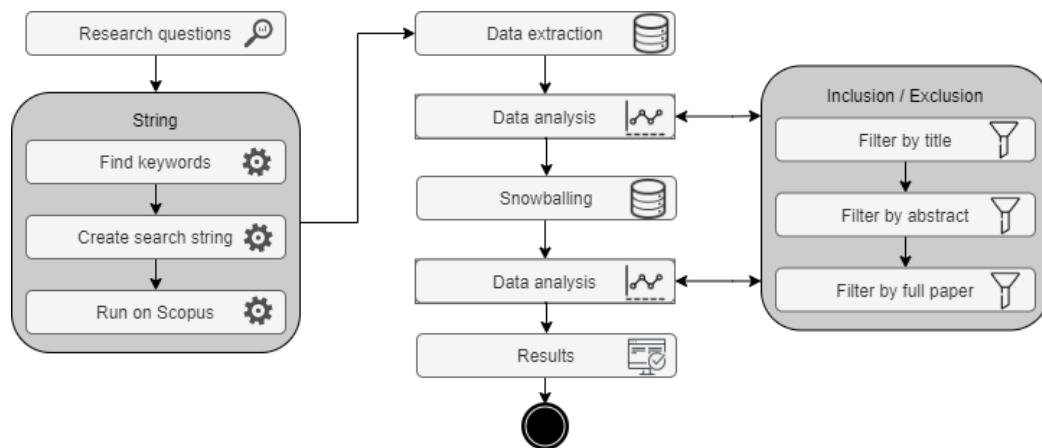 Research questions
String
Find keywords
Create search string
Run on Scopus
Data extraction
Data analysis
Snowballing
Data analysis
Results
Inclusion / Exclusion
Filter by title
Filter by abstract
Filter by full paper